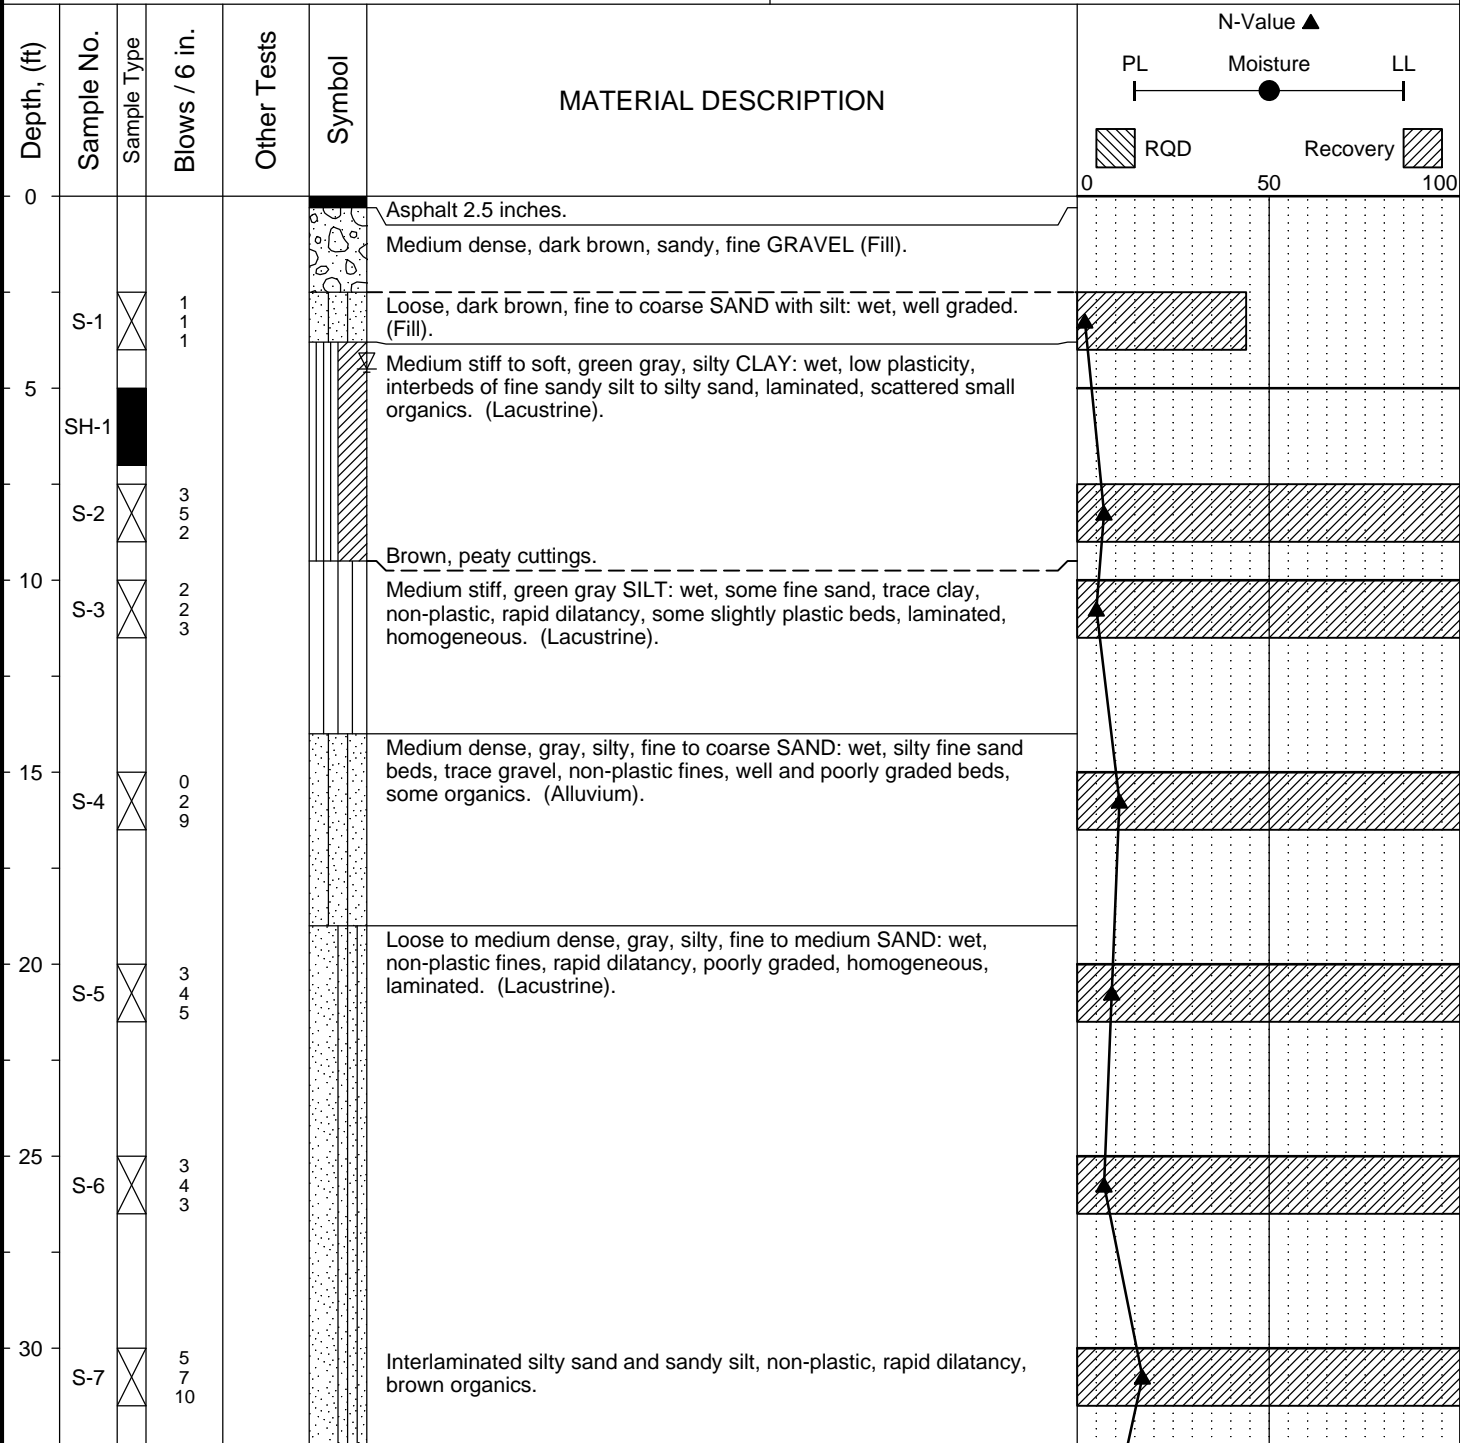 Depth, (ft)
Sample No.
Sample Type
Blows / 6 in.
Other Tests
Symbol
MATERIAL DESCRIPTION
N-Value
PL Moisture LL
RQD Recovery
0 50 100
0
Asphalt 2.5 inches.
Medium dense, dark brown, sandy, fine GRAVEL (Fill).
S-1
1
1
1
Loose, dark brown, fine to coarse SAND with silt: wet, well graded.
(Fill).
Medium stiff to soft, green gray, silty CLAY: wet, low plasticity,
interbeds of fine sandy silt to silty sand, laminated, scattered small
organics. (Lacustrine).
5
SH-1
S-2
3
5
2
Brown, peaty cuttings.
10
S-3
2
2
3
Medium stiff, green gray SILT: wet, some fine sand, trace clay,
non-plastic, rapid dilatancy, some slightly plastic beds, laminated,
homogeneous. (Lacustrine).
Medium dense, gray, silty, fine to coarse SAND: wet, silty fine sand
beds, trace gravel, non-plastic fines, well and poorly graded beds,
some organics. (Alluvium).
15
S-4
0
2
9
Loose to medium dense, gray, silty, fine to medium SAND: wet,
non-plastic fines, rapid dilatancy, poorly graded, homogeneous,
laminated. (Lacustrine).
20
S-5
3
4
5
25
S-6
3
4
3
30
S-7
5
7
10
Interlaminated silty sand and sandy silt, non-plastic, rapid dilatancy,
brown organics.